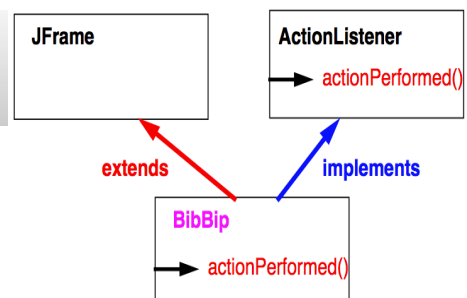 JFrame
ActionListener
actionPerformed()
extends
implements
BibBip
actionPerformed()